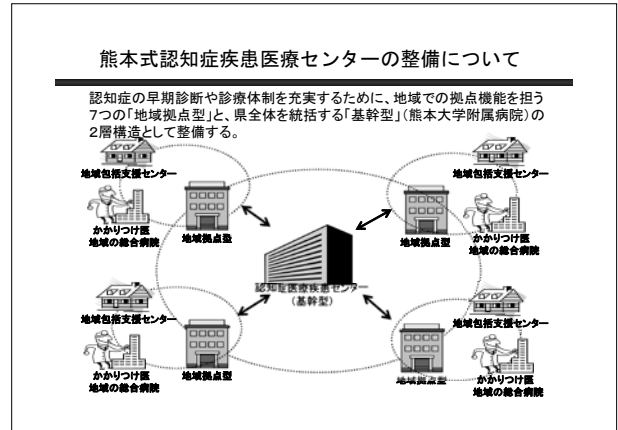 熊本式認知症疾患医療センターの整備について
認知症の早期診断や診療体制を充実するために、地域での拠点機能を担う
7つの「地域拠点型」と、県全体を統括する「基幹型」(熊本大学附属病院)の
2層構造として整備する。
地域包括支援センター
かかりつけ医
地域の総合病院
地域拠点型
地域包括支援センター
地域拠点型
かかりつけ医
地域の総合病院
認知症医療疾患センター
(基幹型)
地域包括支援センター
かかりつけ医
地域の総合病院
地域拠点型
地域包括支援センター
地域拠点型
かかりつけ医
地域の総合病院